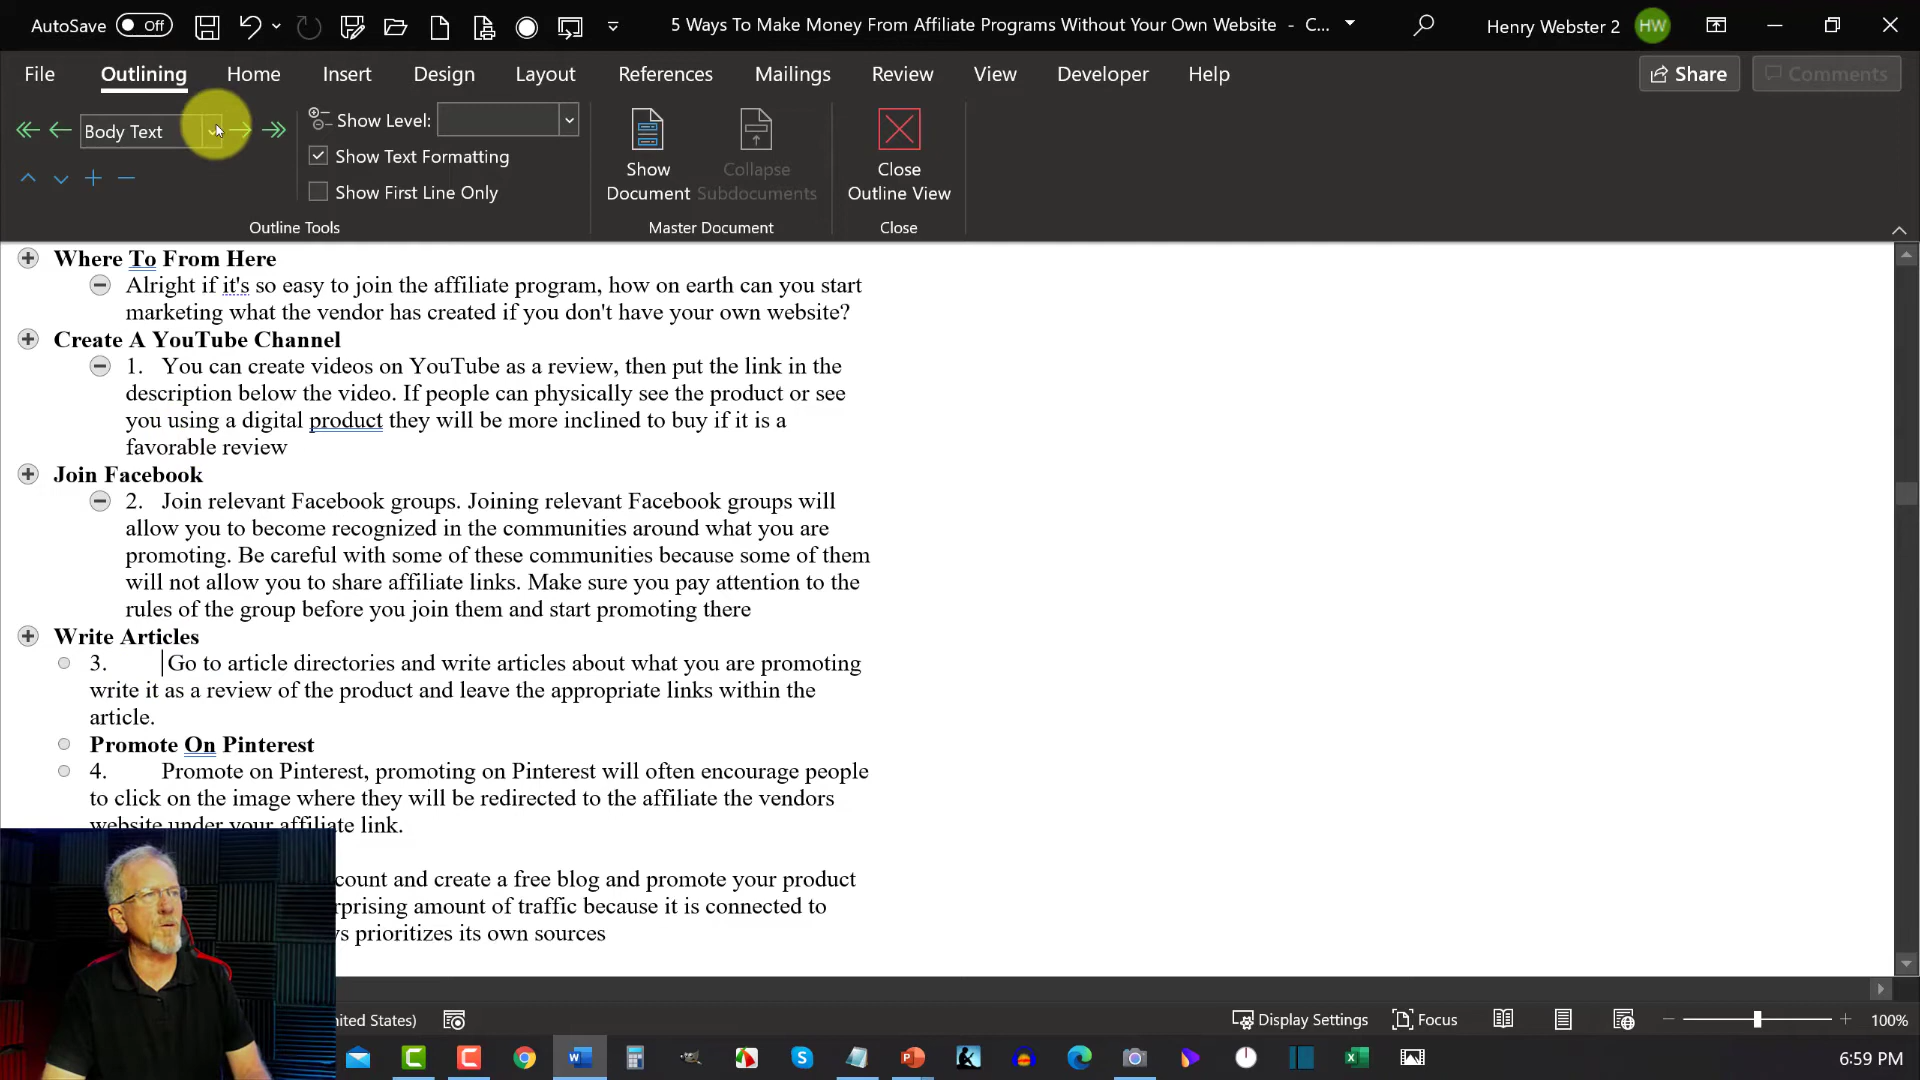 AutoSave Off 5 Ways To Make Money From Affiliate Programs Without Your Own Website - C... Henry Webster 2 HW
File Outlining Home Insert Design Layout References Mailings Review View Developer Help Share Comments
Body Text
Show Level:
Show Text Formatting
Show First Line Only
Outline Tools
Show Document
Collapse Subdocuments
Master Document
Close Outline View
Close
Where To From Here
Alright if it's so easy to join the affiliate program, how on earth can you start
marketing what the vendor has created if you don't have your own website?
Create A YouTube Channel
1. You can create videos on YouTube as a review, then put the link in the
description below the video. If people can physically see the product or see
you using a digital product they will be more inclined to buy if it is a
favorable review
Join Facebook
2. Join relevant Facebook groups. Joining relevant Facebook groups will
allow you to become recognized in the communities around what you are
promoting. Be careful with some of these communities because some of them
will not allow you to share affiliate links. Make sure you pay attention to the
rules of the group before you join them and start promoting there
Write Articles
3. Go to article directories and write articles about what you are promoting
write it as a review of the product and leave the appropriate links within the
article.
Promote On Pinterest
4. Promote on Pinterest, promoting on Pinterest will often encourage people
to click on the image where they will be redirected to the affiliate the vendors
website under your affiliate link.
count and create a free blog and promote your product
rprising amount of traffic because it is connected to
ys prioritizes its own sources
nited States) Display Settings Focus 100%
6:59 PM